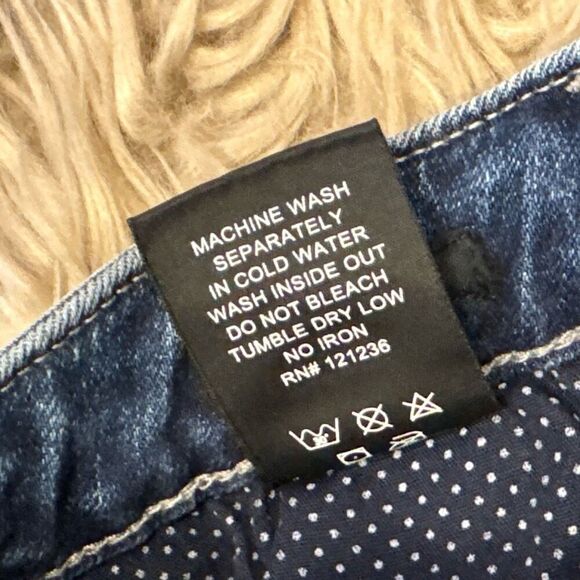 MACHINE WASH
SEPARATELY
IN COLD WATER
WASH INSIDE OUT
DO NOT BLEACH
TUMBLE DRY LOW
NO IRON
RN# 121236